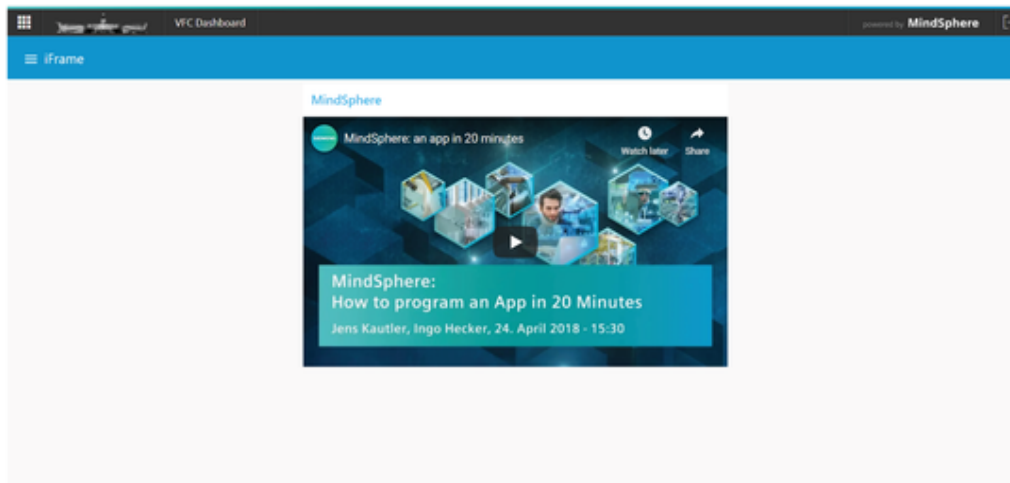 VFC Dashboard
powered by MindSphere
iFrame
MindSphere
MindSphere: an app in 20 minutes
Watch later
Share
MindSphere:
How to program an App in 20 Minutes
Jens Kautler, Ingo Hecker, 24. April 2018 - 15:30